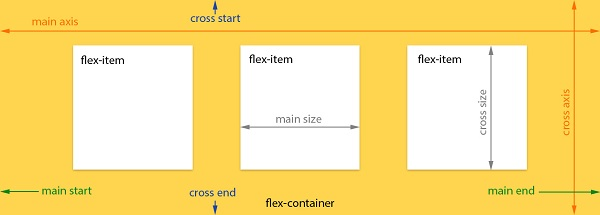 cross start
main axis
flex-item
flex-item
flex-item
main size
cross size
cross axis
main start
cross end
main end
flex-container